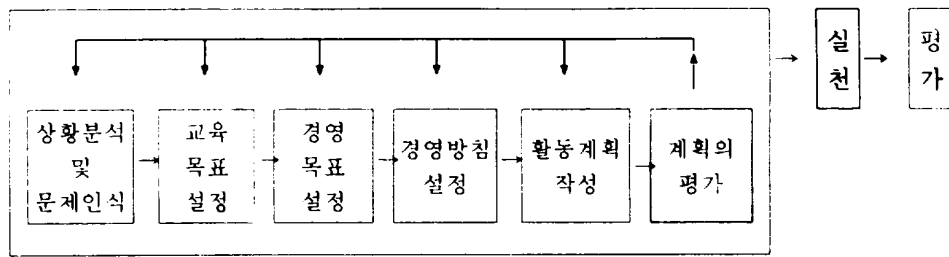 상황분석
및
문제인식
교육
목표
설정
경영
목표
설정
경영방침
설정
활동계획
작성
계획의
평가
실
천
평
가